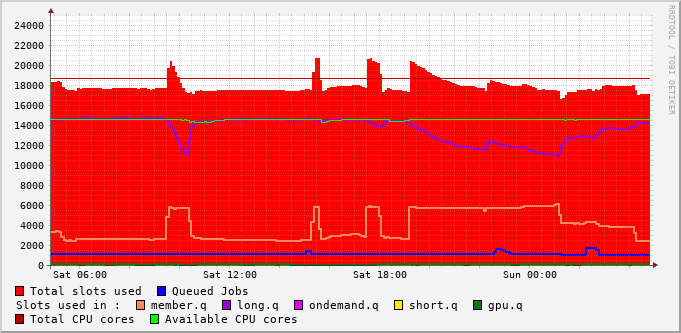 24000
22000
20000
18000
16000
14000
12000
10000
8000
6000
4000
2000
0
Sat 06:00 Sat 12:00 Sat 18:00 Sun 00:00
Total slots used Queued Jobs
Slots used in : member.q long.q ondemand.q short.q gpu.q
Total CPU cores Available CPU cores
RRDTOOL / TOBI OETIKER